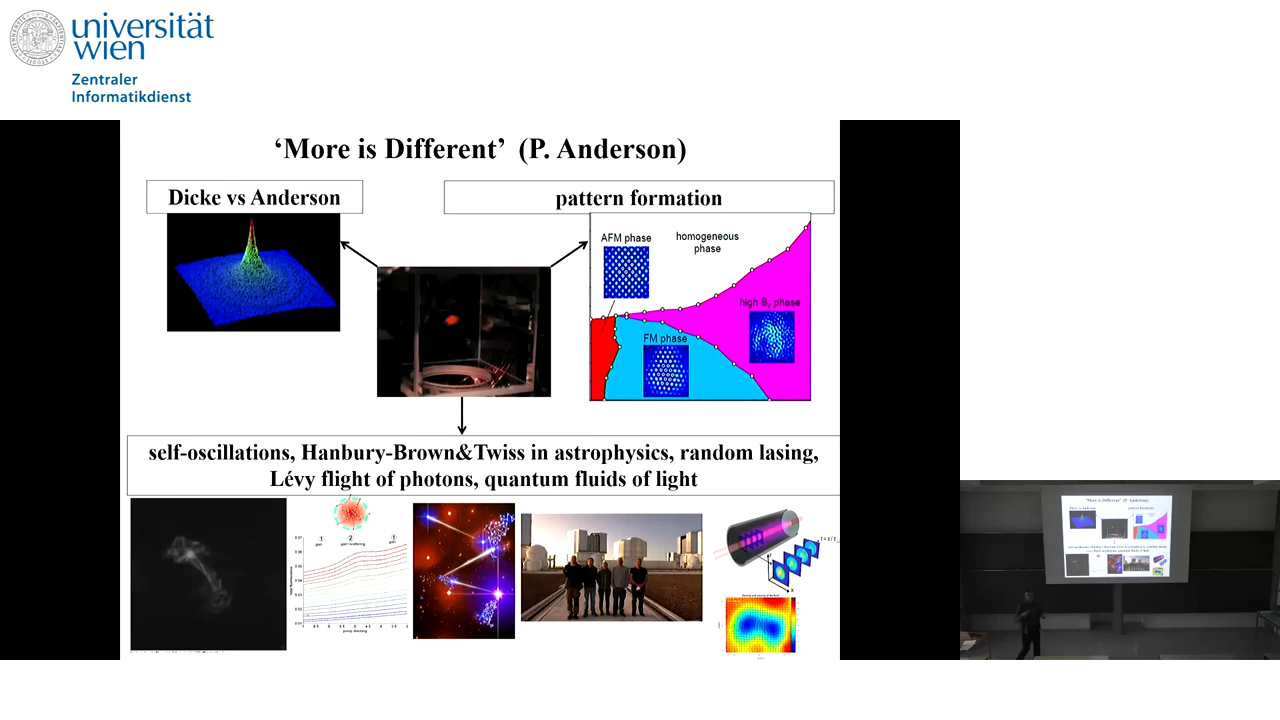 universität
wien
Zentraler
Informatikdienst
‘More is Different’ (P. Anderson)
Dicke vs Anderson
pattern formation
AFM phase
homogeneous
phase
high B
phase
FM phase
self-oscillations, Hanbury-Brown&Twiss in astrophysics, random lasing,
Lévy flight of photons, quantum fluids of light